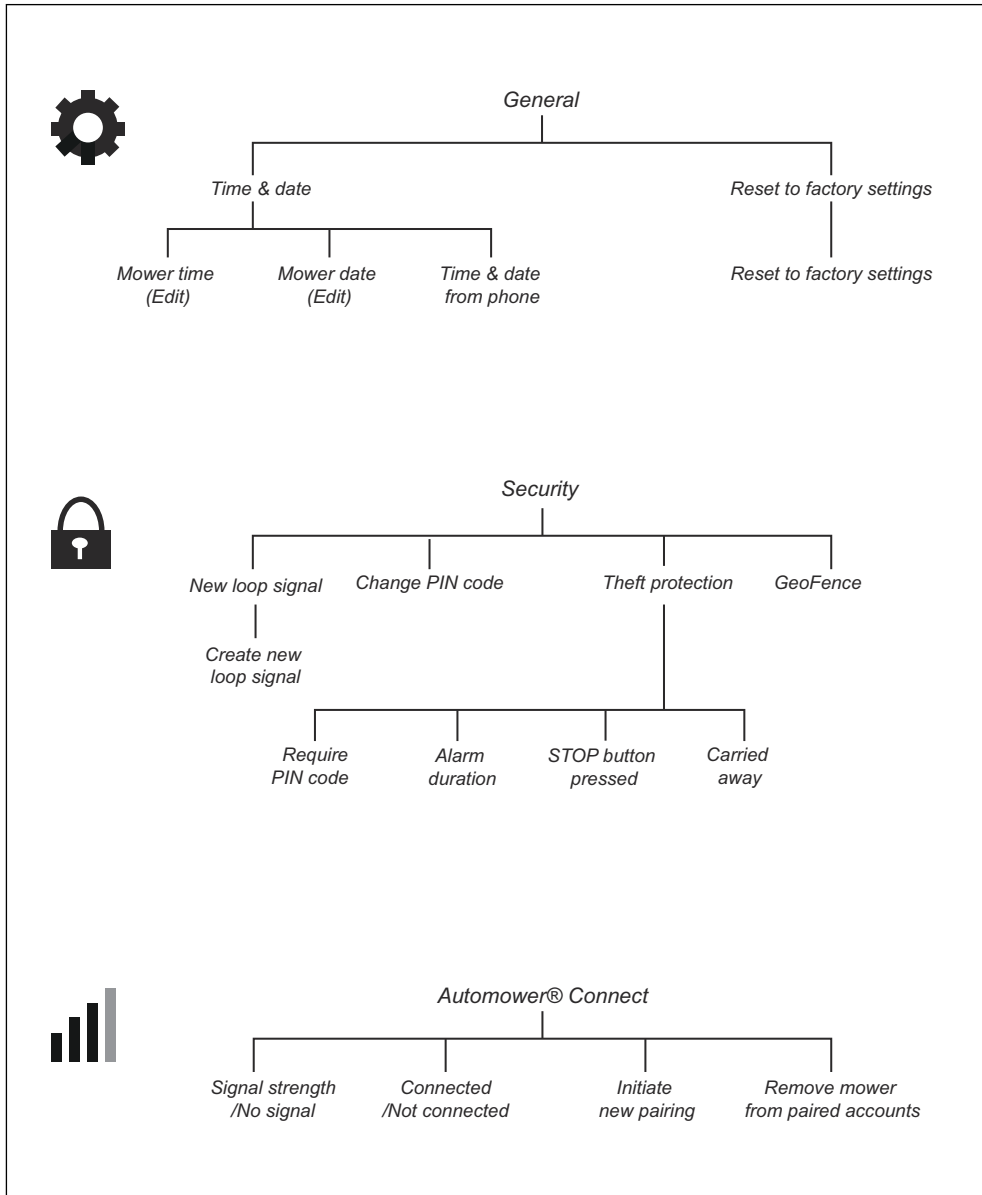 General
Time & date
Reset to factory settings
Mower time
(Edit)
Mower date
(Edit)
Time & date
from phone
Reset to factory settings
Security
New loop signal
Change PIN code
Theft protection
GeoFence
Create new
loop signal
Require
PIN code
Alarm
duration
STOP button
pressed
Carried
away
Automower® Connect
Signal strength
/No signal
Connected
/Not connected
Initiate
new pairing
Remove mower
from paired accounts